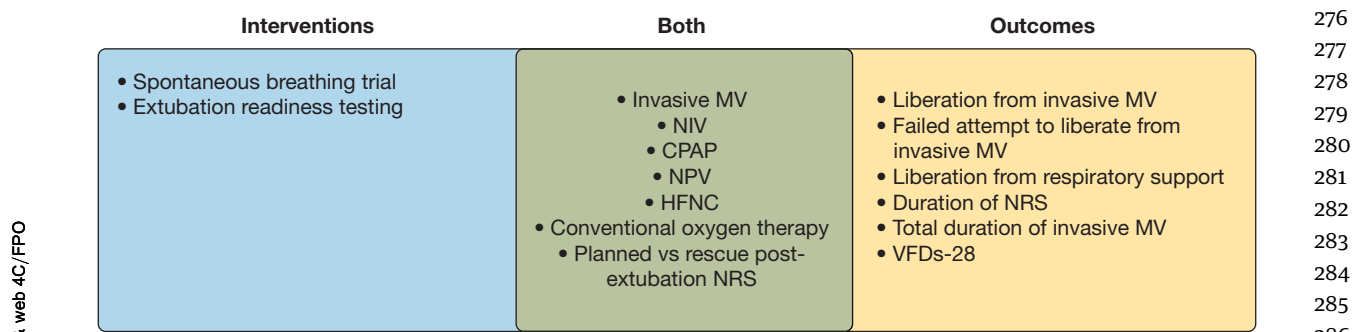 Interventions
Both
Outcomes
• Spontaneous breathing trial
• Extubation readiness testing
• Invasive MV
• NIV
• CPAP
• NPV
• HFNC
• Conventional oxygen therapy
• Planned vs rescue post-
extubation NRS
• Liberation from invasive MV
• Failed attempt to liberate from
invasive MV
• Liberation from respiratory support
• Duration of NRS
• Total duration of invasive MV
• VFDs-28
276
277
278
279
280
281
282
283
284
285
web 4C/FPO